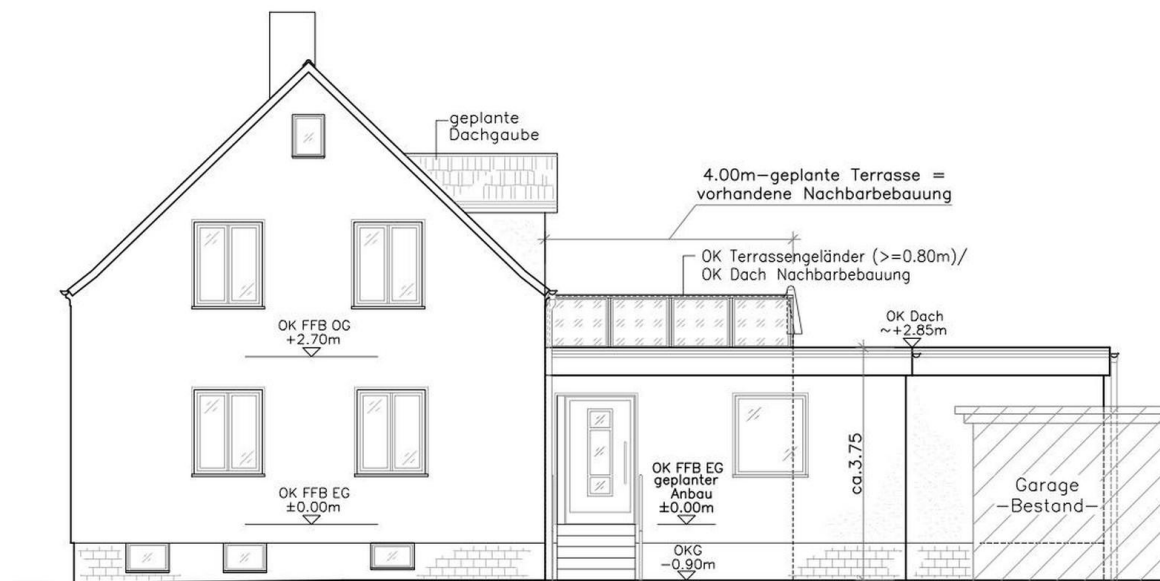 geplante
Dachgaube
4.00m-geplante Terrasse =
vorhandene Nachbarbebauung
OK Terrassengeländer (>=0.80m)/
OK Dach Nachbarbebauung
OK Dach
~+2.85m
OK FFB OG
+2.70m
OK FFB EG
±0.00m
OK FFB EG
geplanter
Anbau
±0.00m
ca.3.75
OKG
-0.90m
Garage
-Bestand-